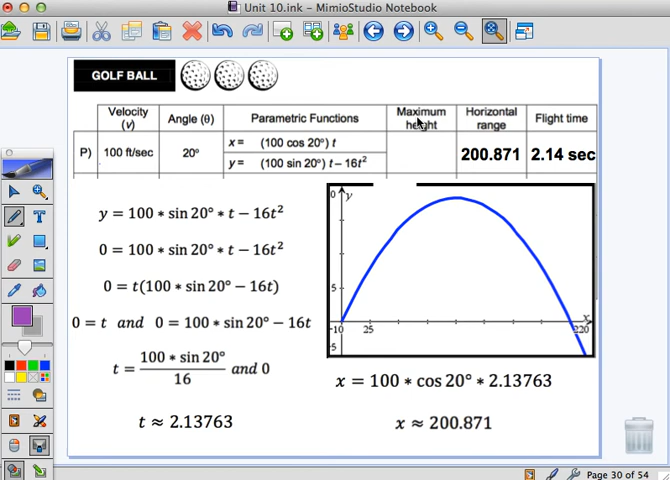 Unit 10.ink - MimioStudio Notebook
GOLF BALL
Velocity (v) Angle (θ) Parametric Functions Maximum height Horizontal range Flight time
P) 100 ft/sec 20° x = (100 cos 20°) t 200.871 2.14 sec
y = (100 sin 20°) t – 16t²
y = 100 * sin 20° * t − 16t²
0 = 100 * sin 20° * t − 16t²
0 = t(100 * sin 20° − 16t)
0 = t and 0 = 100 * sin 20° − 16t
t = 100 * sin 20° / 16 and 0
t ≈ 2.13763
0 y
5
x
-10 25 220
5
x = 100 * cos 20° * 2.13763
x ≈ 200.871
T
Page 30 of 54